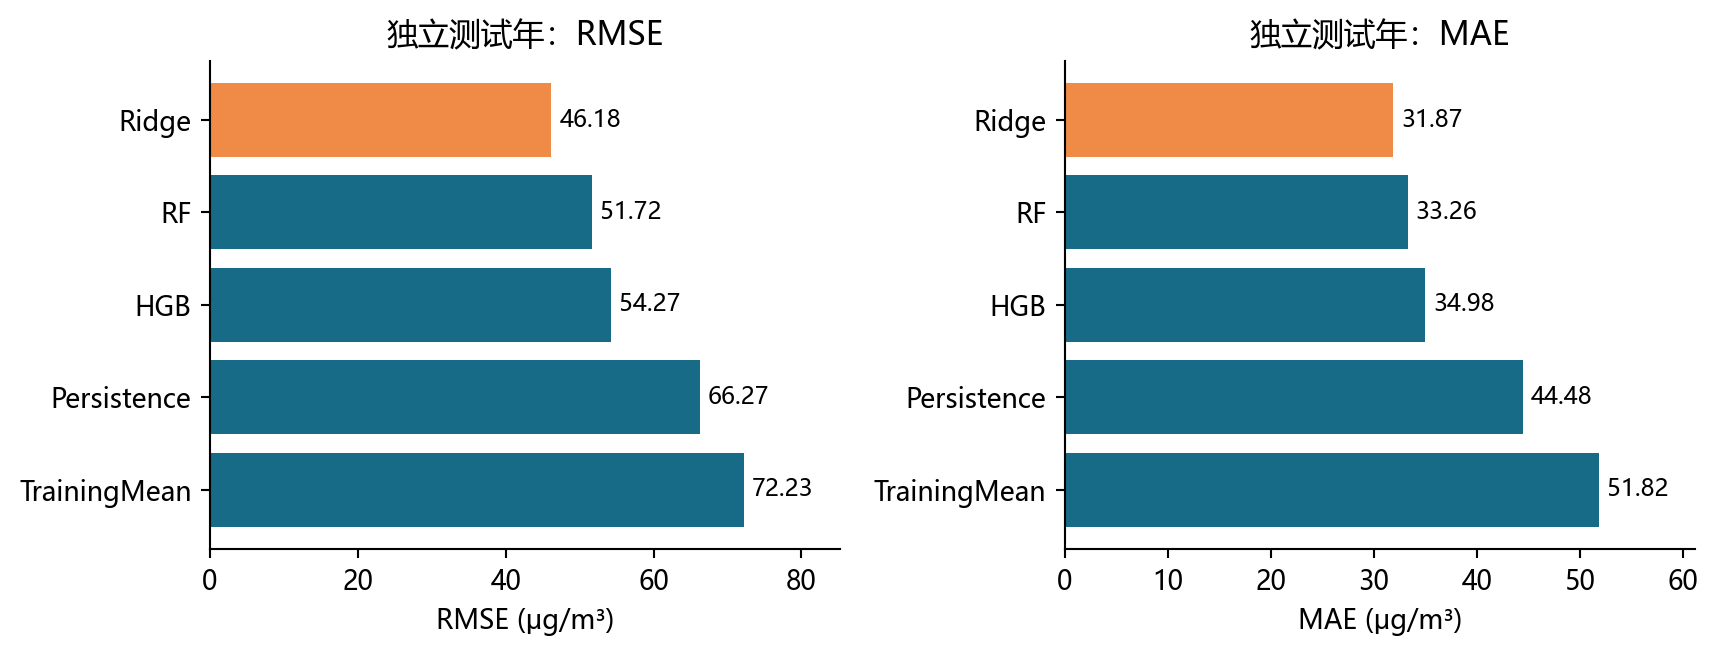 独立测试年：RMSE
Ridge
46.18
RF
51.72
HGB
54.27
Persistence
66.27
TrainingMean
72.23
0 20 40 60 80
RMSE (µg/m³)
独立测试年：MAE
Ridge
31.87
RF
33.26
HGB
34.98
Persistence
44.48
TrainingMean
51.82
0 10 20 30 40 50 60
MAE (µg/m³)